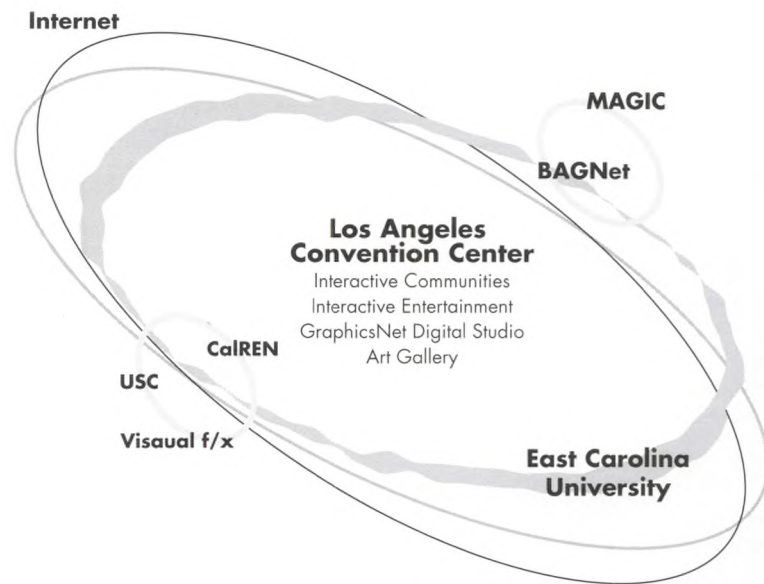 Internet
MAGIC
BAGNet
Los Angeles
Convention Center
Interactive Communities
Interactive Entertainment
GraphicsNet Digital Studio
Art Gallery
CalREN
USC
Visaual f/x
East Carolina
University